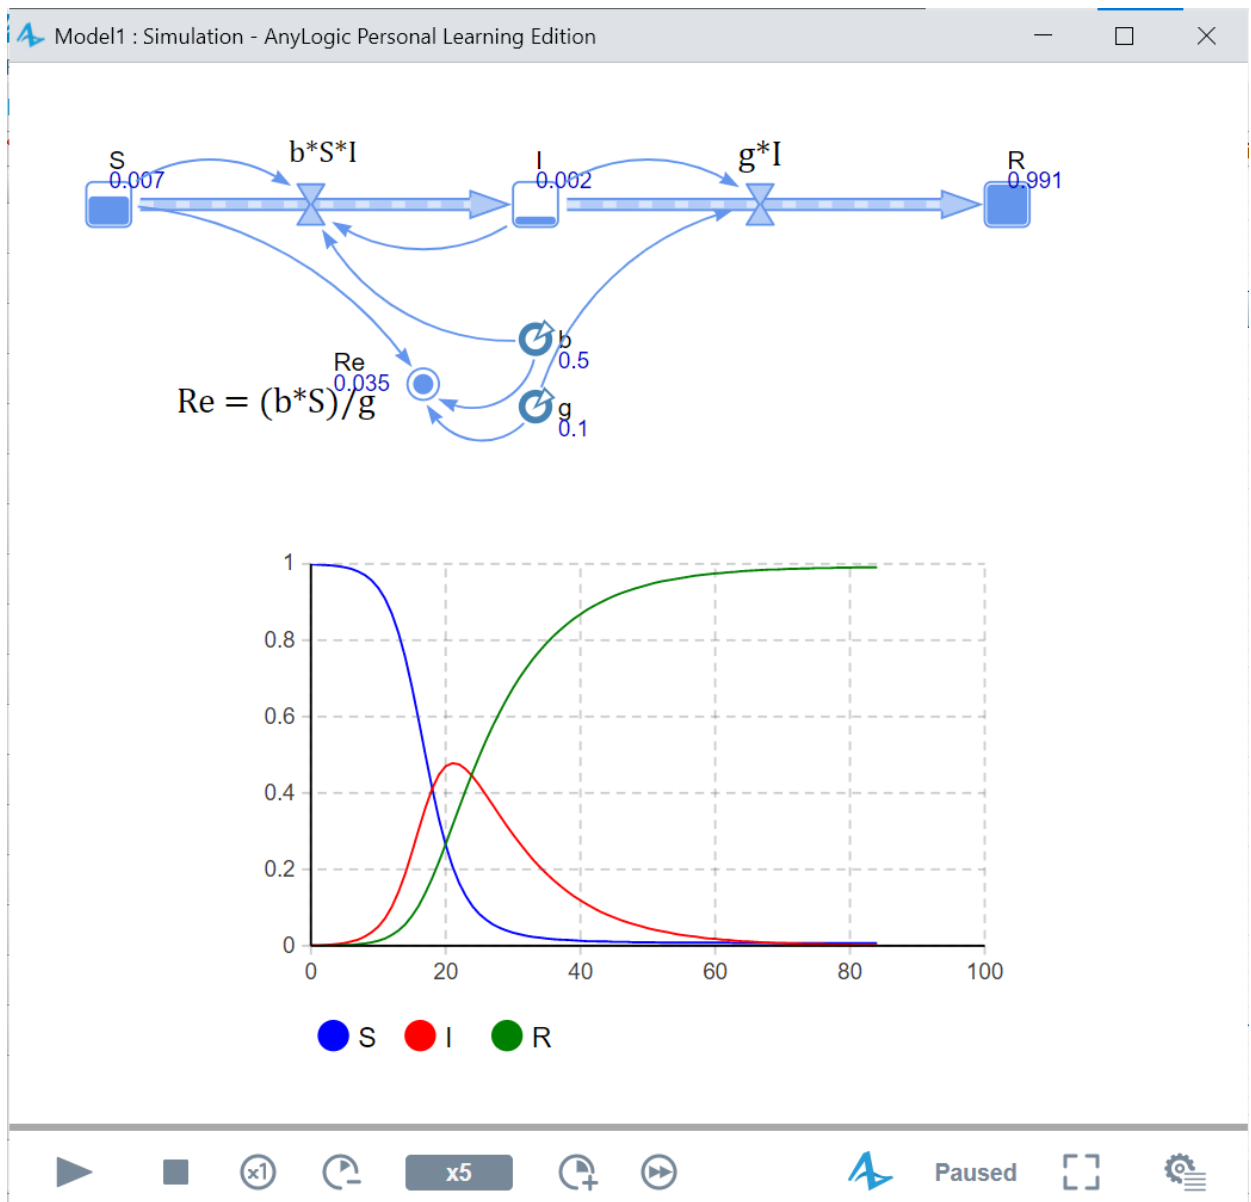 Model1 : Simulation - AnyLogic Personal Learning Edition
b*S*I
g*I
S
0.007
I
0.002
R
0.991
b
0.5
Re
0.035
Re = (b*S)/g
g
0.1
1
0.8
0.6
0.4
0.2
0
0 20 40 60 80 100
S I R
x1 x5 Paused